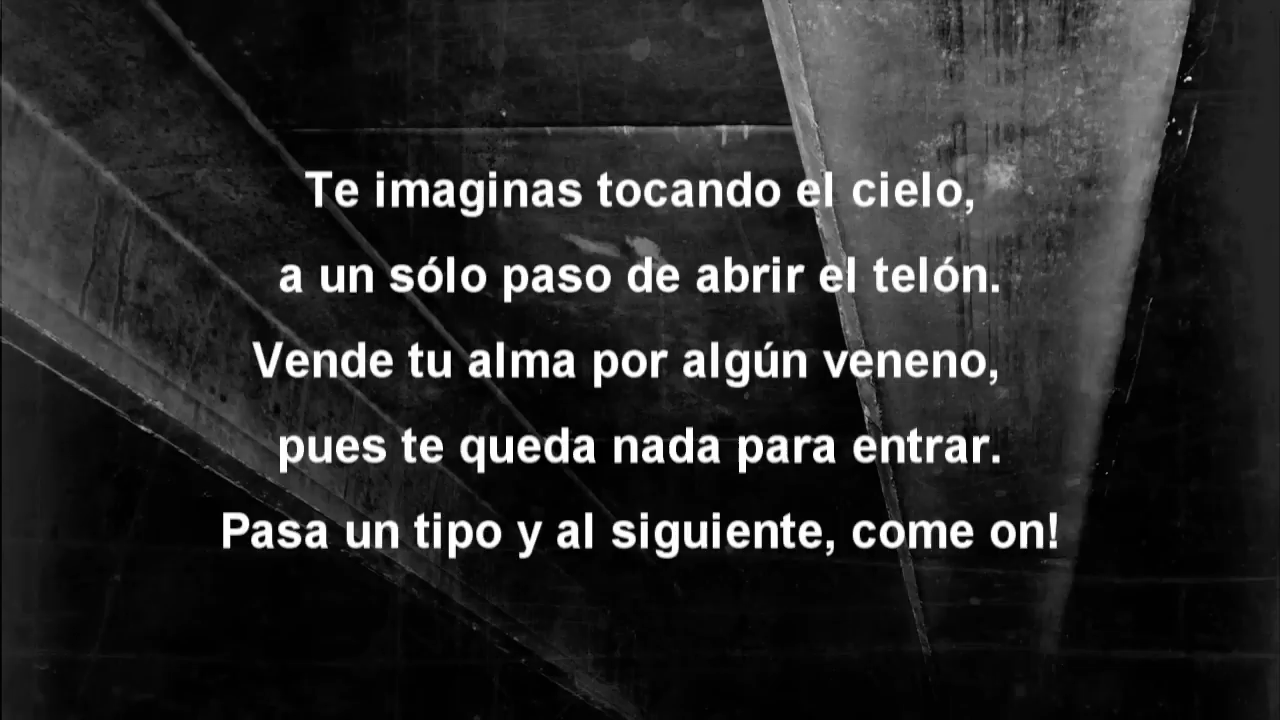 Te imaginas tocando el cielo,
a un sólo paso de abrir el telón.
Vende tu alma por algún veneno,
pues te queda nada para entrar.
Pasa un tipo y al siguiente, come on!